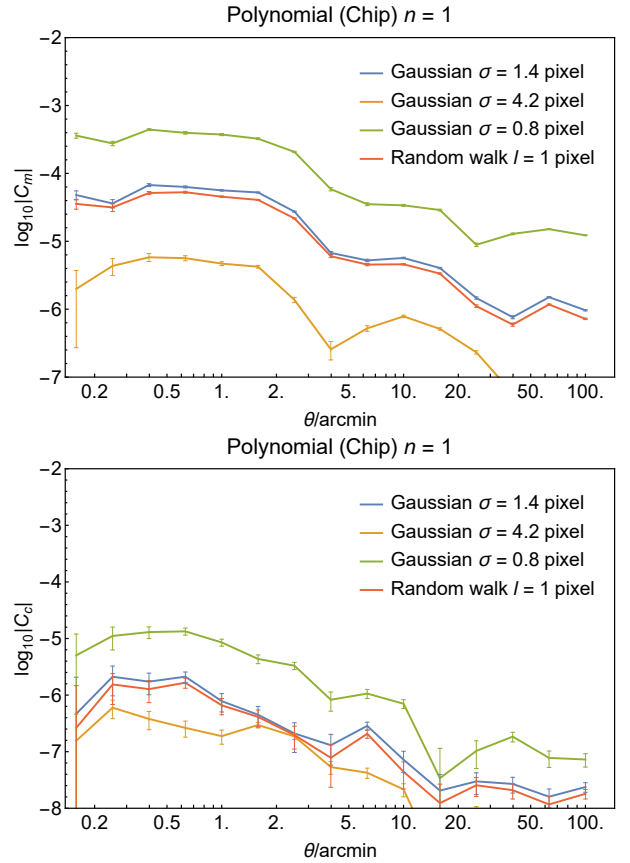 Polynomial (Chip) n = 1
−2
−3
−4
−5
−6
−7
log₁₀|Cₘ|
Gaussian σ = 1.4 pixel
Gaussian σ = 4.2 pixel
Gaussian σ = 0.8 pixel
Random walk l = 1 pixel
0.2 0.5 1. 2. 5. 10. 20. 50. 100.
θ/arcmin
Polynomial (Chip) n = 1
−2
−3
−4
−5
−6
−7
−8
log₁₀|C_c|
Gaussian σ = 1.4 pixel
Gaussian σ = 4.2 pixel
Gaussian σ = 0.8 pixel
Random walk l = 1 pixel
0.2 0.5 1. 2. 5. 10. 20. 50. 100.
θ/arcmin